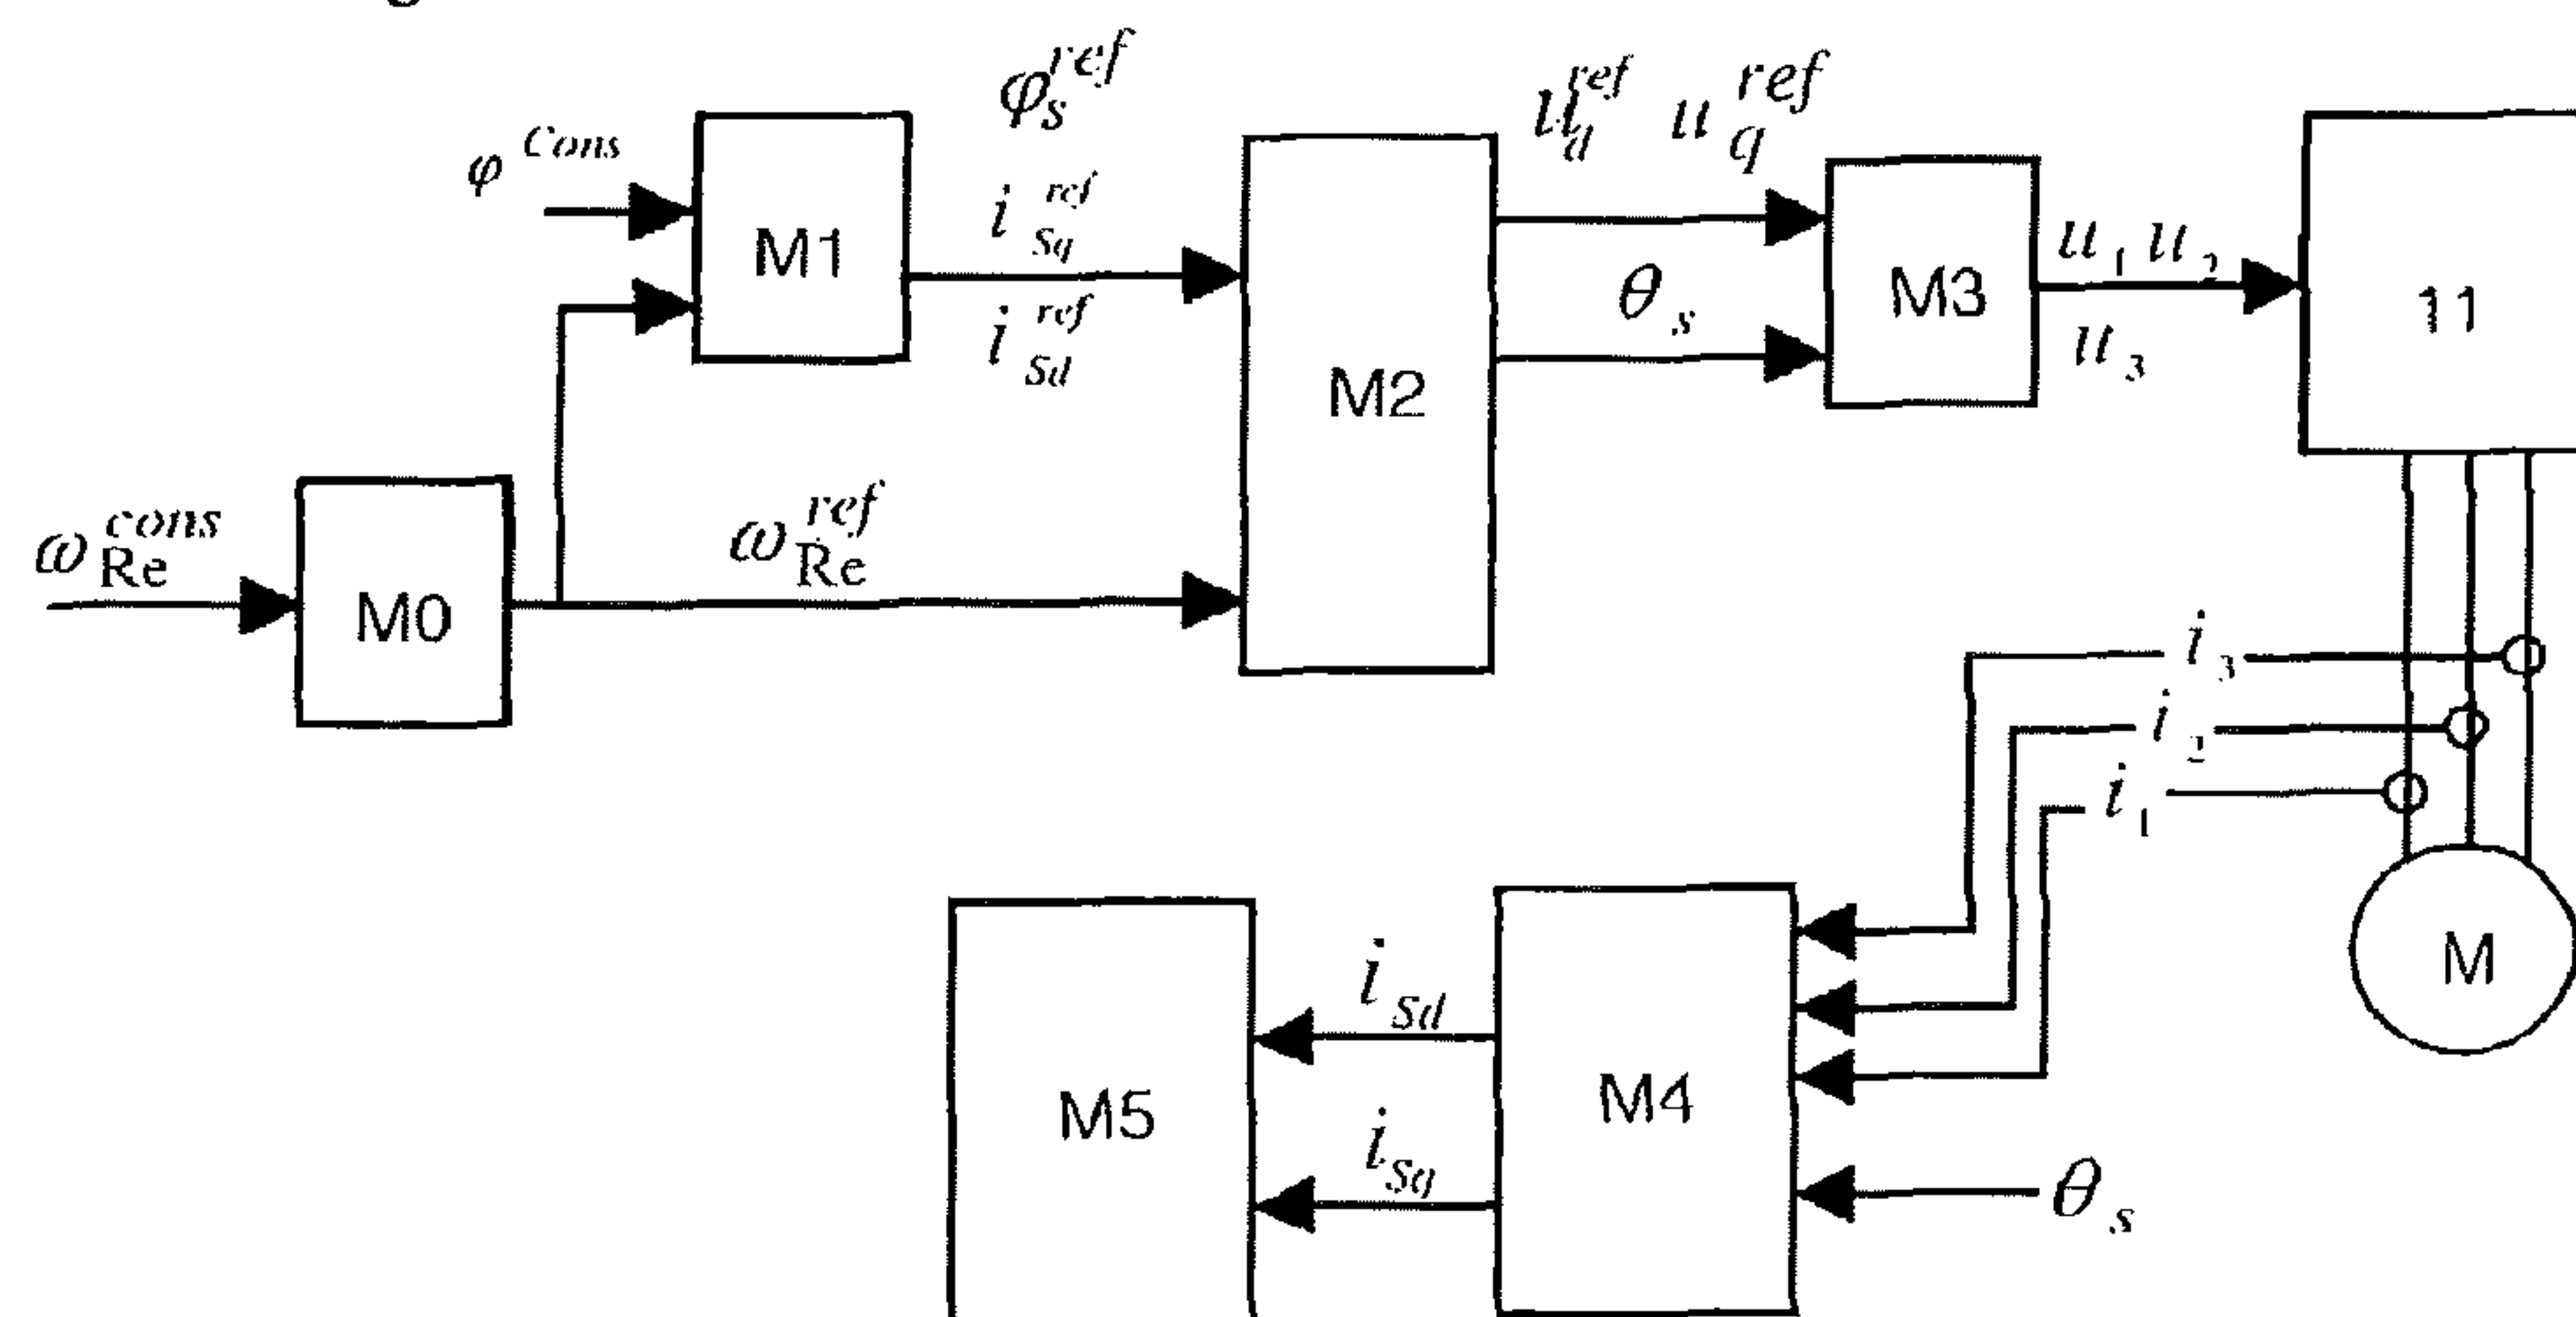 φ Cons
M1
φ_s^ref
i_Sq^ref
i_Sd^ref
M2
u_d^ref u_q^ref
θ_s
M3
u_1 u_2
u_3
11
ω_Re^cons
M0
ω_Re^ref
i_3
i_2
i_1
M
M5
i_Sd
i_Sq
M4
θ_s